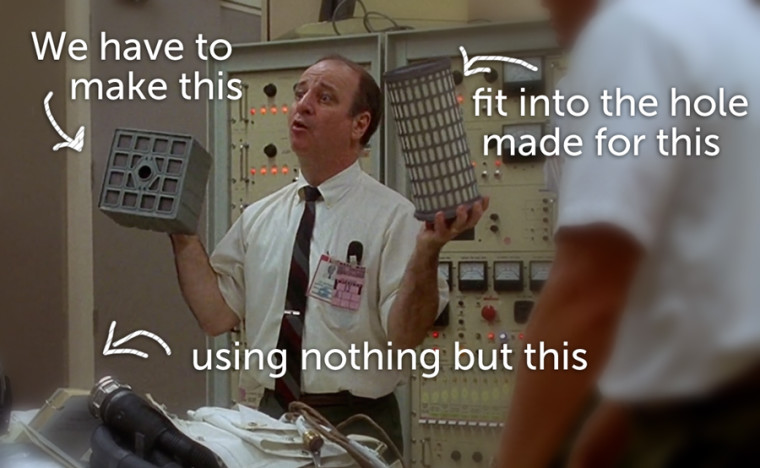 We have to
make this
fit into the hole
made for this
using nothing but this